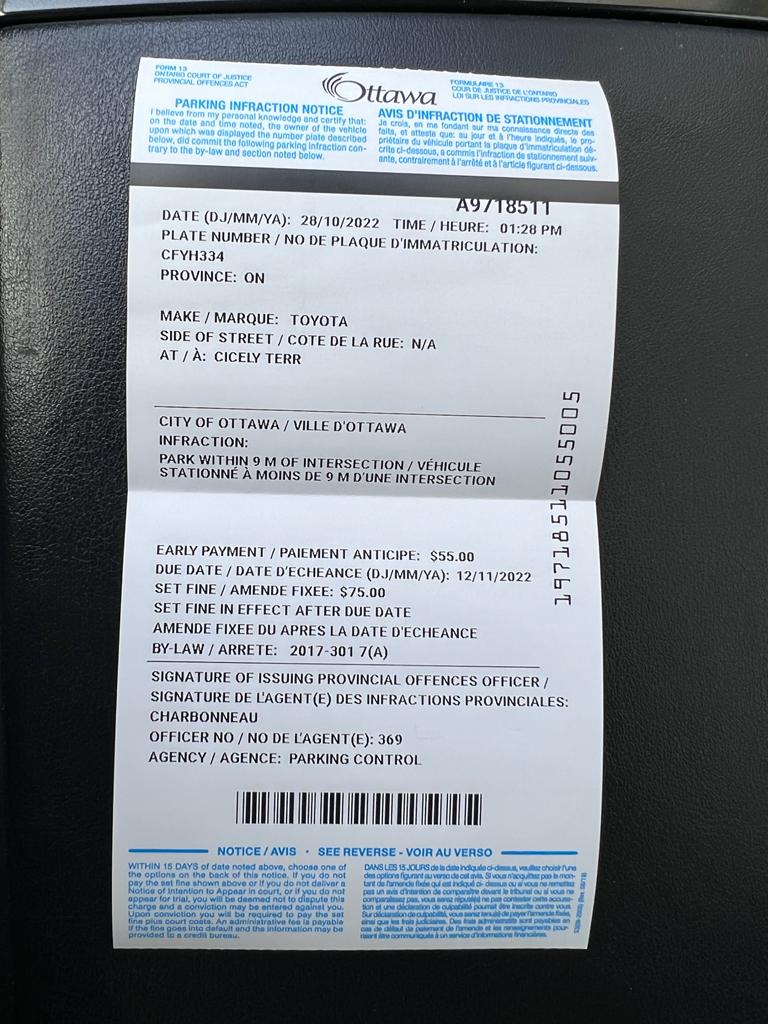 FORM 13
ONTARIO COURT OF JUSTICE
PROVINCIAL OFFENCES ACT
Ottawa
FORMULAIRE 13
COUR DE JUSTICE DE L'ONTARIO
LOI SUR LES INFRACTIONS PROVINCIALES
PARKING INFRACTION NOTICE
I believe from my personal knowledge and certify that:
on the date and time noted, the owner of the vehicle
upon which was displayed the number plate described
below, did commit the following parking infraction con-
trary to the by-law and section noted below.
AVIS D'INFRACTION DE STATIONNEMENT
Je crois, en me fondant sur ma connaissance directe des
faits, et atteste que: au jour et à l'heure indiqués, le pro-
priétaire du véhicule portant la plaque d'immatriculation dé-
crite ci-dessous, a commis l'infraction de stationnement suiv-
ante, contrairement à l'arrêté et à l'article figurant ci-dessous.
A9718511
DATE (DJ/MM/YA): 28/10/2022 TIME / HEURE: 01:28 PM
PLATE NUMBER / NO DE PLAQUE D'IMMATRICULATION:
CFYH334
PROVINCE: ON
MAKE / MARQUE: TOYOTA
SIDE OF STREET / COTE DE LA RUE: N/A
AT / À: CICELY TERR
CITY OF OTTAWA / VILLE D'OTTAWA
INFRACTION:
PARK WITHIN 9 M OF INTERSECTION / VÉHICULE
STATIONNÉ À MOINS DE 9 M D'UNE INTERSECTION
19718511055005
EARLY PAYMENT / PAIEMENT ANTICIPE: $55.00
DUE DATE / DATE D'ECHEANCE (DJ/MM/YA): 12/11/2022
SET FINE / AMENDE FIXEE: $75.00
SET FINE IN EFFECT AFTER DUE DATE
AMENDE FIXEE DU APRES LA DATE D'ECHEANCE
BY-LAW / ARRETE: 2017-301 7(A)
SIGNATURE OF ISSUING PROVINCIAL OFFENCES OFFICER /
SIGNATURE DE L'AGENT(E) DES INFRACTIONS PROVINCIALES:
CHARBONNEAU
OFFICER NO / NO DE L'AGENT(E): 369
AGENCY / AGENCE: PARKING CONTROL
NOTICE / AVIS · SEE REVERSE - VOIR AU VERSO
WITHIN 15 DAYS of date noted above, choose one of
the options on the back of this notice. If you do not
pay the set fine shown above or if you do not deliver a
Notice of Intention to Appear in court, or if you do not
appear for trial, you will be deemed not to dispute this
charge and a conviction may be entered against you.
Upon conviction you will be required to pay the set
fine plus court costs. An administrative fee is payable
if the fine goes into default and the information may be
provided to a credit bureau.
DANS LES 15 JOURS de la date indiquée ci-dessus, veuillez choisir l'une
des options figurant au verso de cet avis. Si vous n'acquittez pas le mon-
tant de l'amende fixée qui est indiqué ci- dessus ou si vous ne remettez
pas un avis d'intention de comparaître devant le tribunal ou si vous ne
comparaissez pas, vous serez réputé(e) ne pas contester cette accusa-
tion et une déclaration de culpabilité pourrait être inscrite contre vous.
Sur déclaration de culpabilité, vous serez tenu(e) de payer l'amende fixée,
ainsi que les frais judiciaires. Des frais administratifs sont payables en
cas de défaut de paiement de l'amende et les renseignements pour-
raient être communiqués à un service d'informations financières.